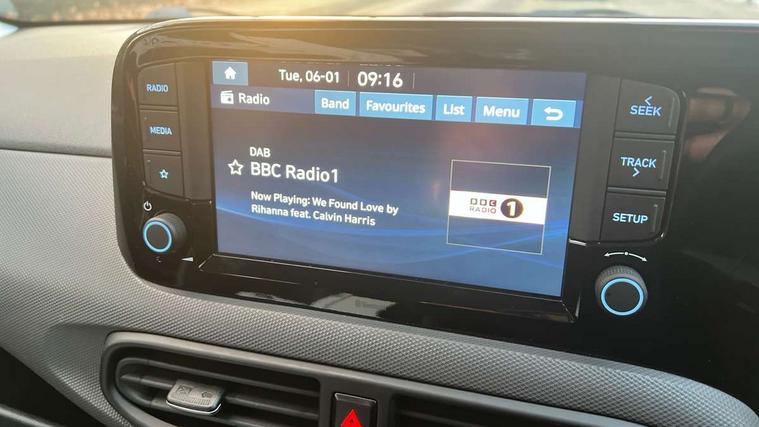 RADIO
MEDIA
Tue, 06-01 09:16
Radio
Band Favourites List Menu
DAB
BBC Radio1
Now Playing: We Found Love by
Rihanna feat. Calvin Harris
BBC
RADIO 1
SEEK
TRACK
SETUP